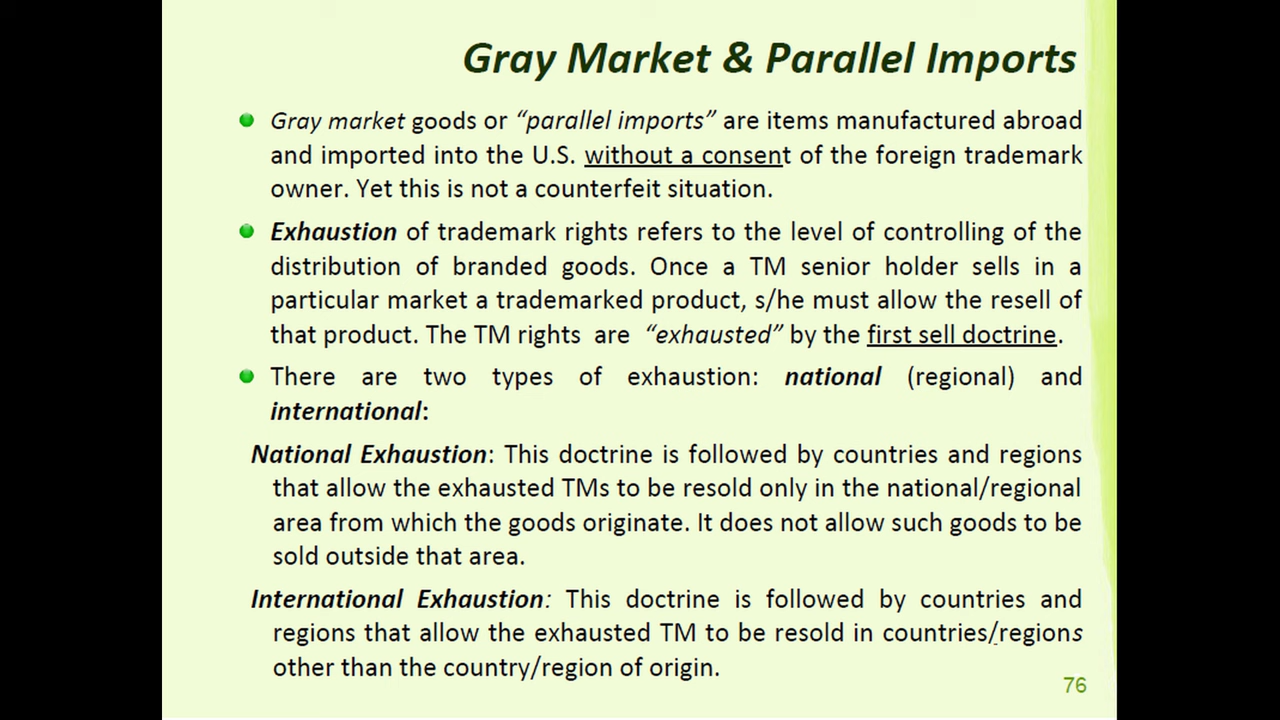 Gray Market & Parallel Imports
Gray market goods or “parallel imports” are items manufactured abroad
and imported into the U.S. without a consent of the foreign trademark
owner. Yet this is not a counterfeit situation.
Exhaustion of trademark rights refers to the level of controlling of the
distribution of branded goods. Once a TM senior holder sells in a
particular market a trademarked product, s/he must allow the resell of
that product. The TM rights are “exhausted” by the first sell doctrine.
There are two types of exhaustion: national (regional) and
international:
National Exhaustion: This doctrine is followed by countries and regions
that allow the exhausted TMs to be resold only in the national/regional
area from which the goods originate. It does not allow such goods to be
sold outside that area.
International Exhaustion: This doctrine is followed by countries and
regions that allow the exhausted TM to be resold in countries/regions
other than the country/region of origin.
76